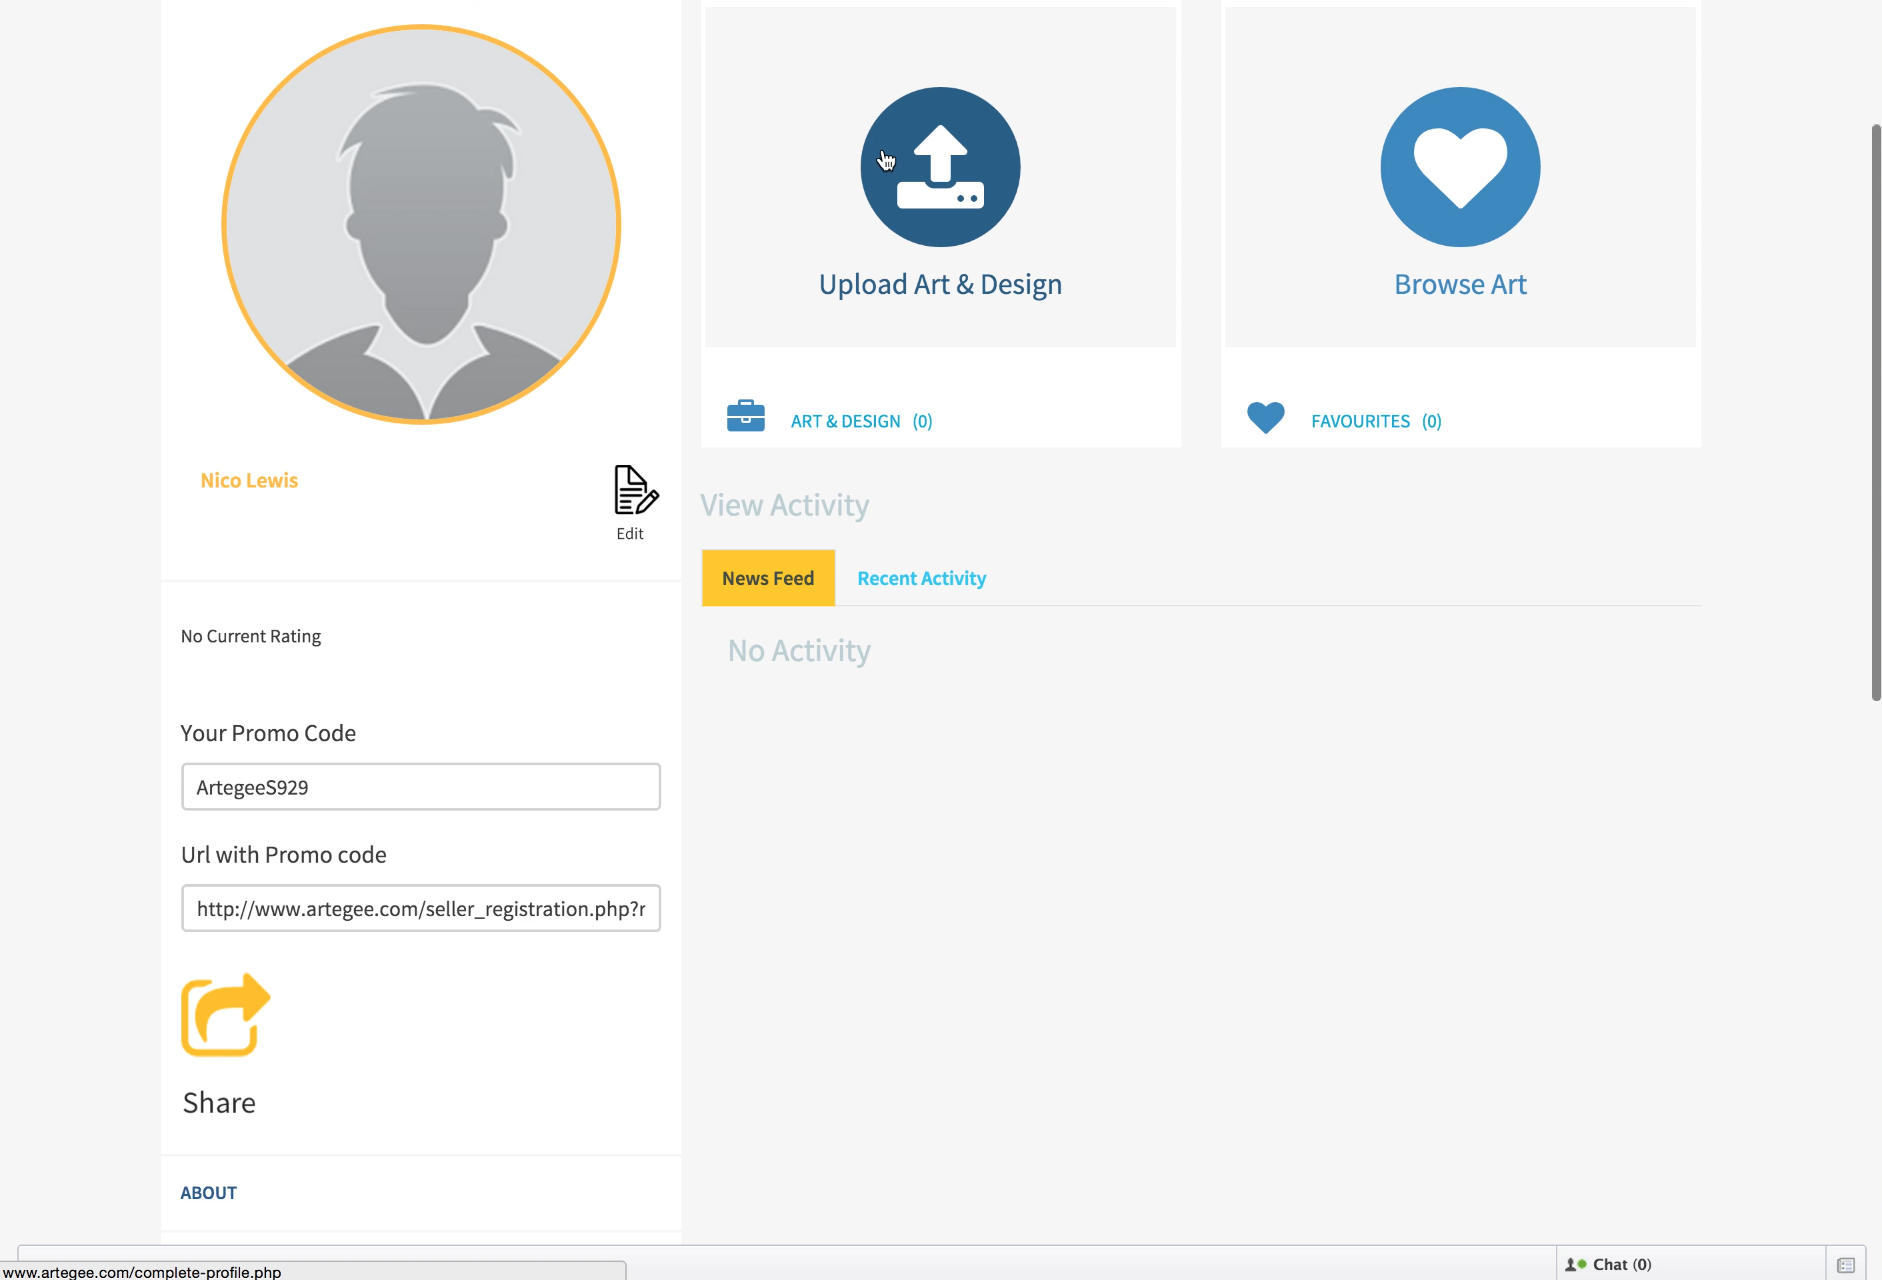 Upload Art & Design
Browse Art
ART & DESIGN (0)
FAVOURITES (0)
Nico Lewis
Edit
View Activity
News Feed
Recent Activity
No Activity
No Current Rating
Your Promo Code
ArtegeeS929
Url with Promo code
http://www.artegee.com/seller_registration.php?r
Share
ABOUT
www.artegee.com/complete-profile.php
Chat (0)